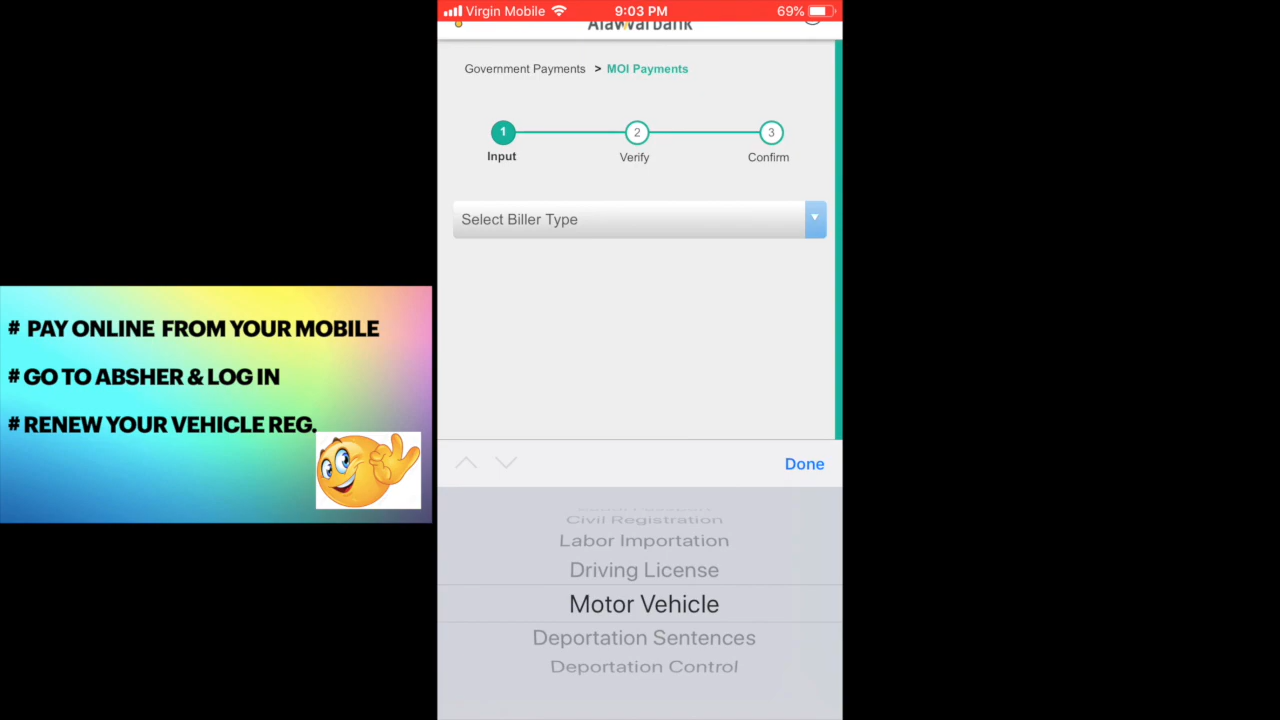 Virgin Mobile 9:03 PM 69%
Government Payments > MOI Payments
1 2 3
Input Verify Confirm
Select Biller Type
# PAY ONLINE FROM YOUR MOBILE
# GO TO ABSHER & LOG IN
# RENEW YOUR VEHICLE REG.
Done
Civil Registration
Labor Importation
Driving License
Motor Vehicle
Deportation Sentences
Deportation Control